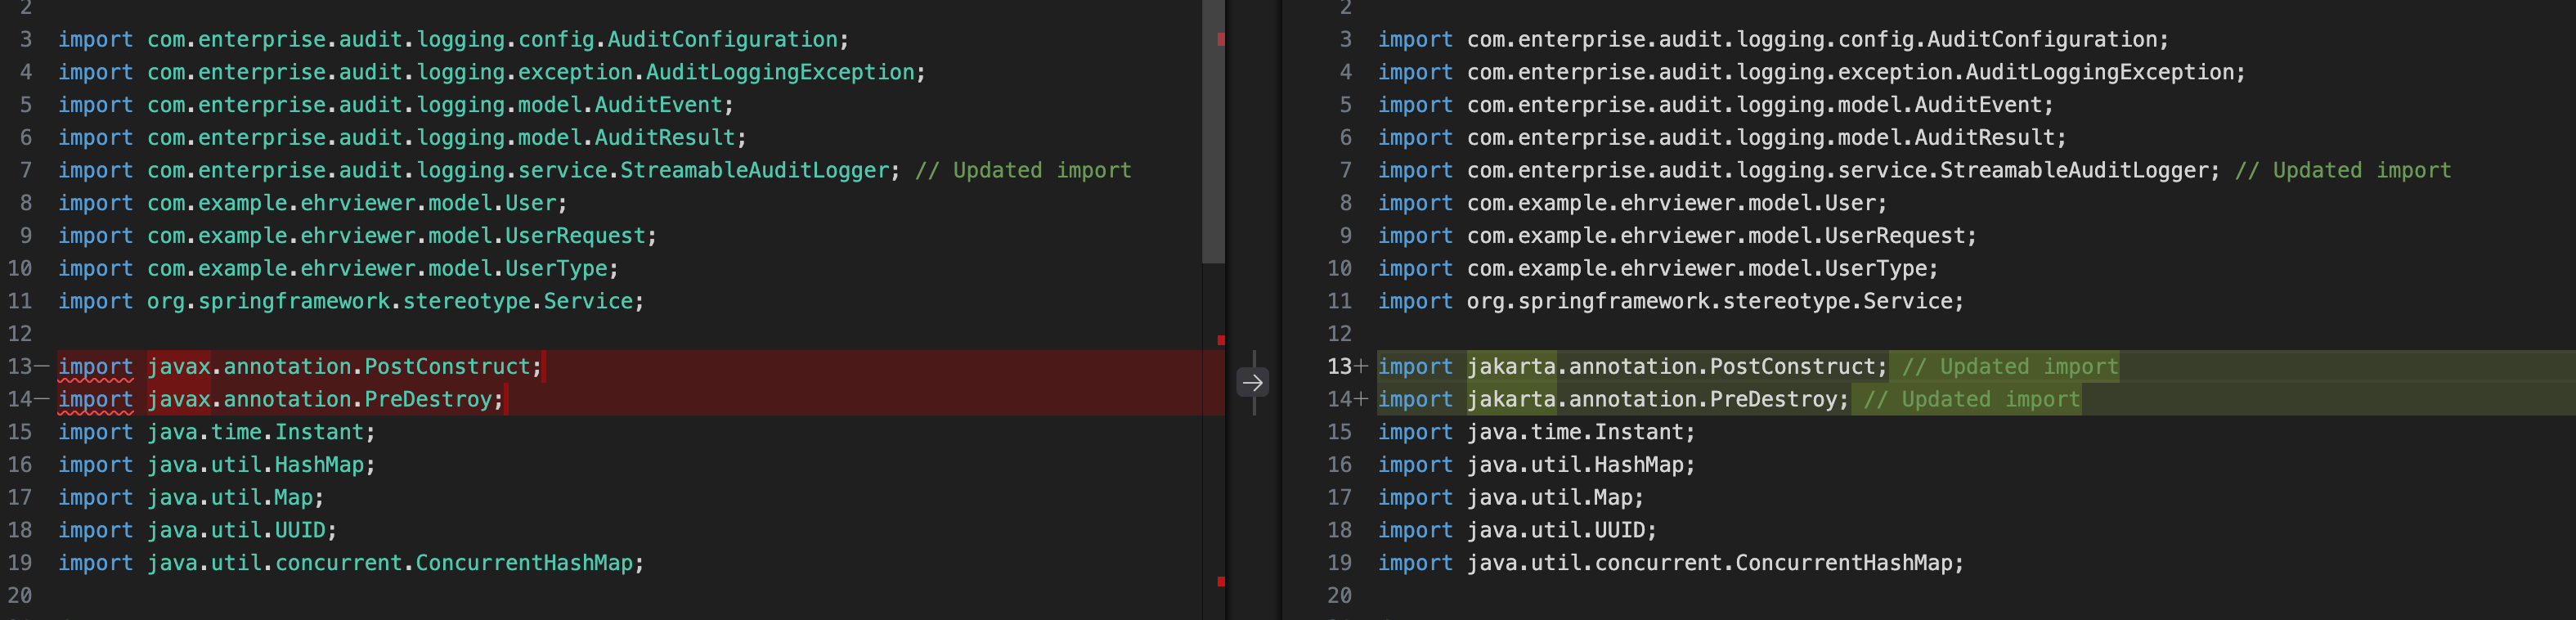 2
3 import com.enterprise.audit.logging.config.AuditConfiguration;
4 import com.enterprise.audit.logging.exception.AuditLoggingException;
5 import com.enterprise.audit.logging.model.AuditEvent;
6 import com.enterprise.audit.logging.model.AuditResult;
7 import com.enterprise.audit.logging.service.StreamableAuditLogger; // Updated import
8 import com.example.ehrviewer.model.User;
9 import com.example.ehrviewer.model.UserRequest;
10 import com.example.ehrviewer.model.UserType;
11 import org.springframework.stereotype.Service;
12
13— import javax.annotation.PostConstruct;
14— import javax.annotation.PreDestroy;
15 import java.time.Instant;
16 import java.util.HashMap;
17 import java.util.Map;
18 import java.util.UUID;
19 import java.util.concurrent.ConcurrentHashMap;
20
2
3 import com.enterprise.audit.logging.config.AuditConfiguration;
4 import com.enterprise.audit.logging.exception.AuditLoggingException;
5 import com.enterprise.audit.logging.model.AuditEvent;
6 import com.enterprise.audit.logging.model.AuditResult;
7 import com.enterprise.audit.logging.service.StreamableAuditLogger; // Updated import
8 import com.example.ehrviewer.model.User;
9 import com.example.ehrviewer.model.UserRequest;
10 import com.example.ehrviewer.model.UserType;
11 import org.springframework.stereotype.Service;
12
13+ import jakarta.annotation.PostConstruct; // Updated import
14+ import jakarta.annotation.PreDestroy; // Updated import
15 import java.time.Instant;
16 import java.util.HashMap;
17 import java.util.Map;
18 import java.util.UUID;
19 import java.util.concurrent.ConcurrentHashMap;
20